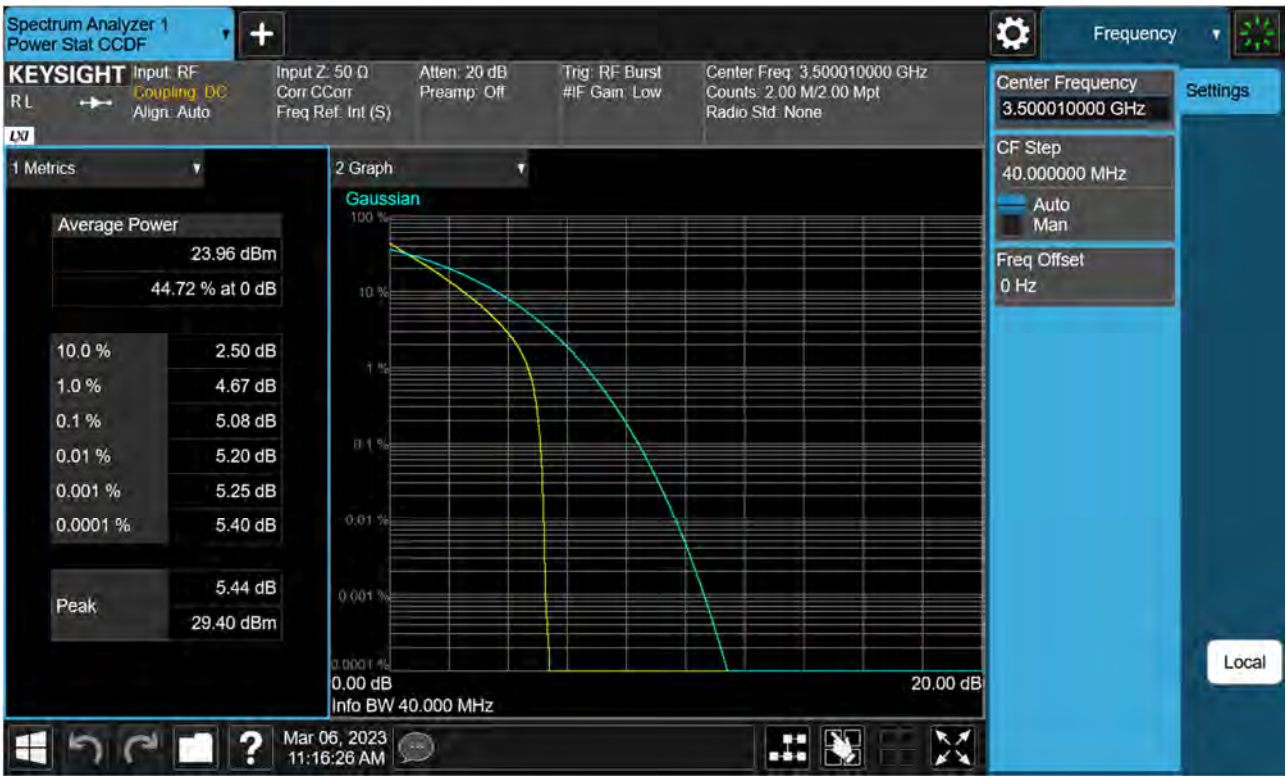 Spectrum Analyzer 1
Power Stat CCDF
+
Frequency
KEYSIGHT
R L
LXI
Input: RF
Coupling: DC
Align: Auto
Input Z: 50 Ω
Corr CCorr
Freq Ref: Int (S)
Atten: 20 dB
Preamp: Off
Trig: RF Burst
#IF Gain: Low
Center Freq: 3.500010000 GHz
Counts: 2.00 M/2.00 Mpt
Radio Std: None
Center Frequency
3.500010000 GHz
Settings
CF Step
40.000000 MHz
Auto
Man
Freq Offset
0 Hz
1 Metrics
Average Power
23.96 dBm
44.72 % at 0 dB
10.0 % 2.50 dB
1.0 % 4.67 dB
0.1 % 5.08 dB
0.01 % 5.20 dB
0.001 % 5.25 dB
0.0001 % 5.40 dB
Peak
5.44 dB
29.40 dBm
2 Graph
Gaussian
100 %
10 %
1 %
0.1 %
0.01 %
0.001 %
0.0001 %
0.00 dB 20.00 dB
Info BW 40.000 MHz
Local
?
Mar 06, 2023
11:16:26 AM